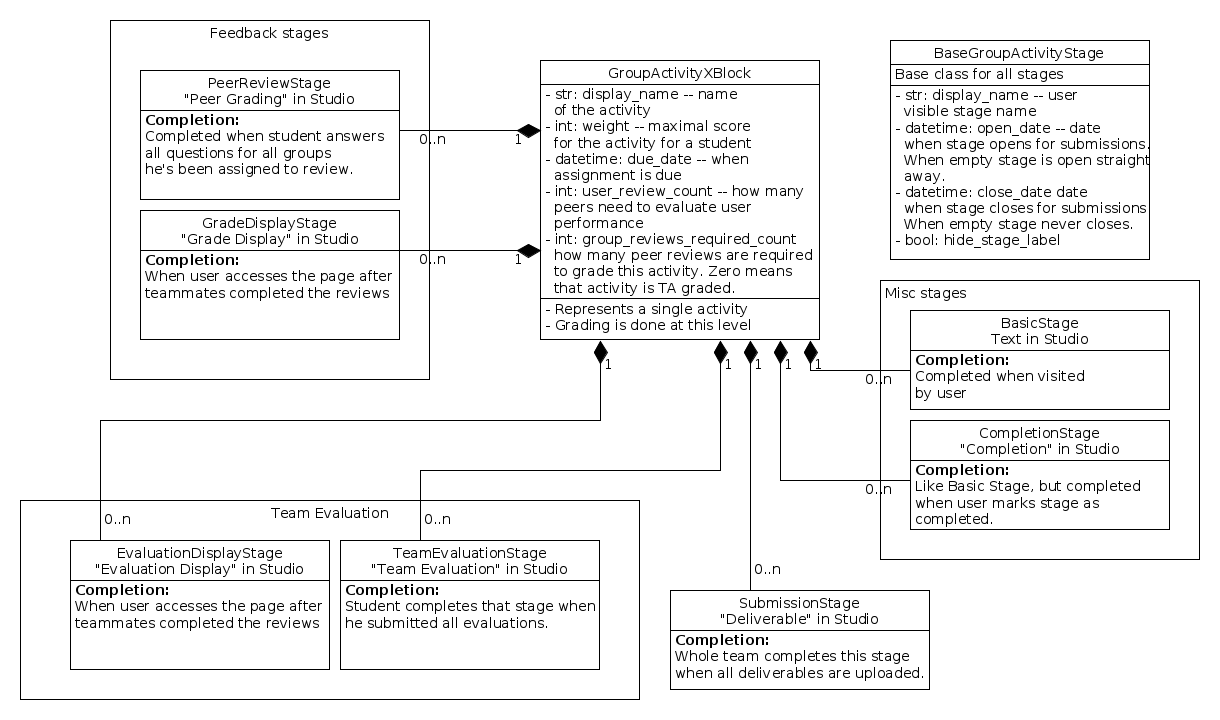 Feedback stages
PeerReviewStage
"Peer Grading" in Studio
Completion:
Completed when student answers
all questions for all groups
he's been assigned to review.
0..n
1
GradeDisplayStage
"Grade Display" in Studio
Completion:
When user accesses the page after
teammates completed the reviews
0..n
1
GroupActivityXBlock
- str: display_name -- name
of the activity
- int: weight -- maximal score
for the activity for a student
- datetime: due_date -- when
assignment is due
- int: user_review_count -- how many
peers need to evaluate user
performance
- int: group_reviews_required_count
how many peer reviews are required
to grade this activity. Zero means
that activity is TA graded.
- Represents a single activity
- Grading is done at this level
BaseGroupActivityStage
Base class for all stages
- str: display_name -- user
visible stage name
- datetime: open_date -- date
when stage opens for submissions.
When empty stage is open straight
away.
- datetime: close_date date
when stage closes for submissions
When empty stage never closes.
- bool: hide_stage_label
Misc stages
BasicStage
Text in Studio
Completion:
Completed when visited
by user
CompletionStage
"Completion" in Studio
Completion:
Like Basic Stage, but completed
when user marks stage as
completed.
1
1
1
1
1
0..n
0..n
Team Evaluation
0..n
0..n
EvaluationDisplayStage
"Evaluation Display" in Studio
Completion:
When user accesses the page after
teammates completed the reviews
TeamEvaluationStage
"Team Evaluation" in Studio
Completion:
Student completes that stage when
he submitted all evaluations.
0..n
SubmissionStage
"Deliverable" in Studio
Completion:
Whole team completes this stage
when all deliverables are uploaded.